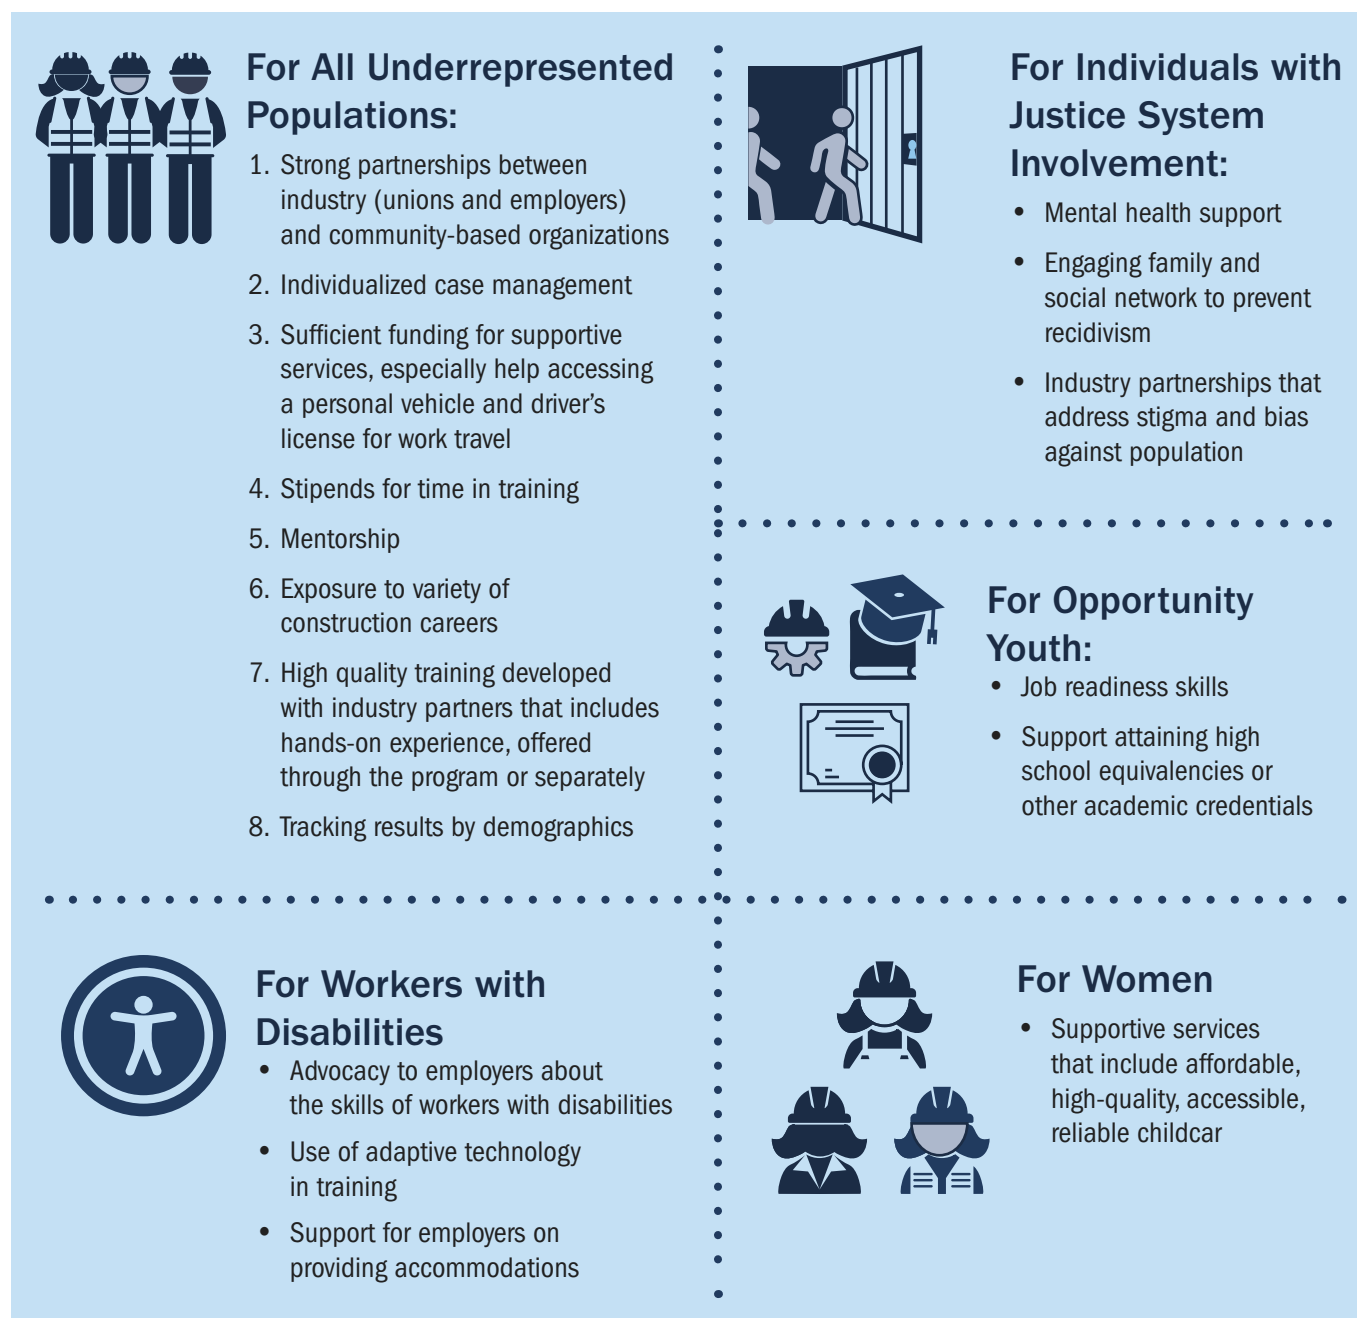 For All Underrepresented
Populations:
1. Strong partnerships between
industry (unions and employers)
and community-based organizations
2. Individualized case management
3. Sufficient funding for supportive
services, especially help accessing
a personal vehicle and driver’s
license for work travel
4. Stipends for time in training
5. Mentorship
6. Exposure to variety of
construction careers
7. High quality training developed
with industry partners that includes
hands-on experience, offered
through the program or separately
8. Tracking results by demographics
For Individuals with
Justice System
Involvement:
• Mental health support
• Engaging family and
social network to prevent
recidivism
• Industry partnerships that
address stigma and bias
against population
For Opportunity
Youth:
• Job readiness skills
• Support attaining high
school equivalencies or
other academic credentials
For Workers with
Disabilities
• Advocacy to employers about
the skills of workers with disabilities
• Use of adaptive technology
in training
• Support for employers on
providing accommodations
For Women
• Supportive services
that include affordable,
high-quality, accessible,
reliable childcar